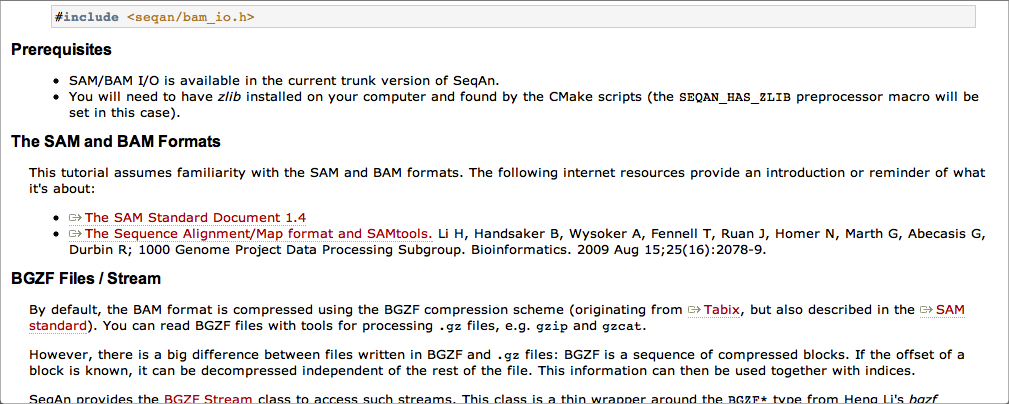 #include <seqan/bam_io.h>
Prerequisites
• SAM/BAM I/O is available in the current trunk version of SeqAn.
• You will need to have zlib installed on your computer and found by the CMake scripts (the SEQAN_HAS_ZLIB preprocessor macro will be
set in this case).
The SAM and BAM Formats
This tutorial assumes familiarity with the SAM and BAM formats. The following internet resources provide an introduction or reminder of what
it's about:
• The SAM Standard Document 1.4
• The Sequence Alignment/Map format and SAMtools. Li H, Handsaker B, Wysoker A, Fennell T, Ruan J, Homer N, Marth G, Abecasis G,
Durbin R; 1000 Genome Project Data Processing Subgroup. Bioinformatics. 2009 Aug 15;25(16):2078-9.
BGZF Files / Stream
By default, the BAM format is compressed using the BGZF compression scheme (originating from Tabix, but also described in the SAM
standard). You can read BGZF files with tools for processing .gz files, e.g. gzip and gzcat.
However, there is a big difference between files written in BGZF and .gz files: BGZF is a sequence of compressed blocks. If the offset of a
block is known, it can be decompressed independent of the rest of the file. This information can then be used together with indices.
SeqAn provides the BGZF Stream class to access such streams. This class is a thin wrapper around the BGZF* type from Heng Li's bgzf